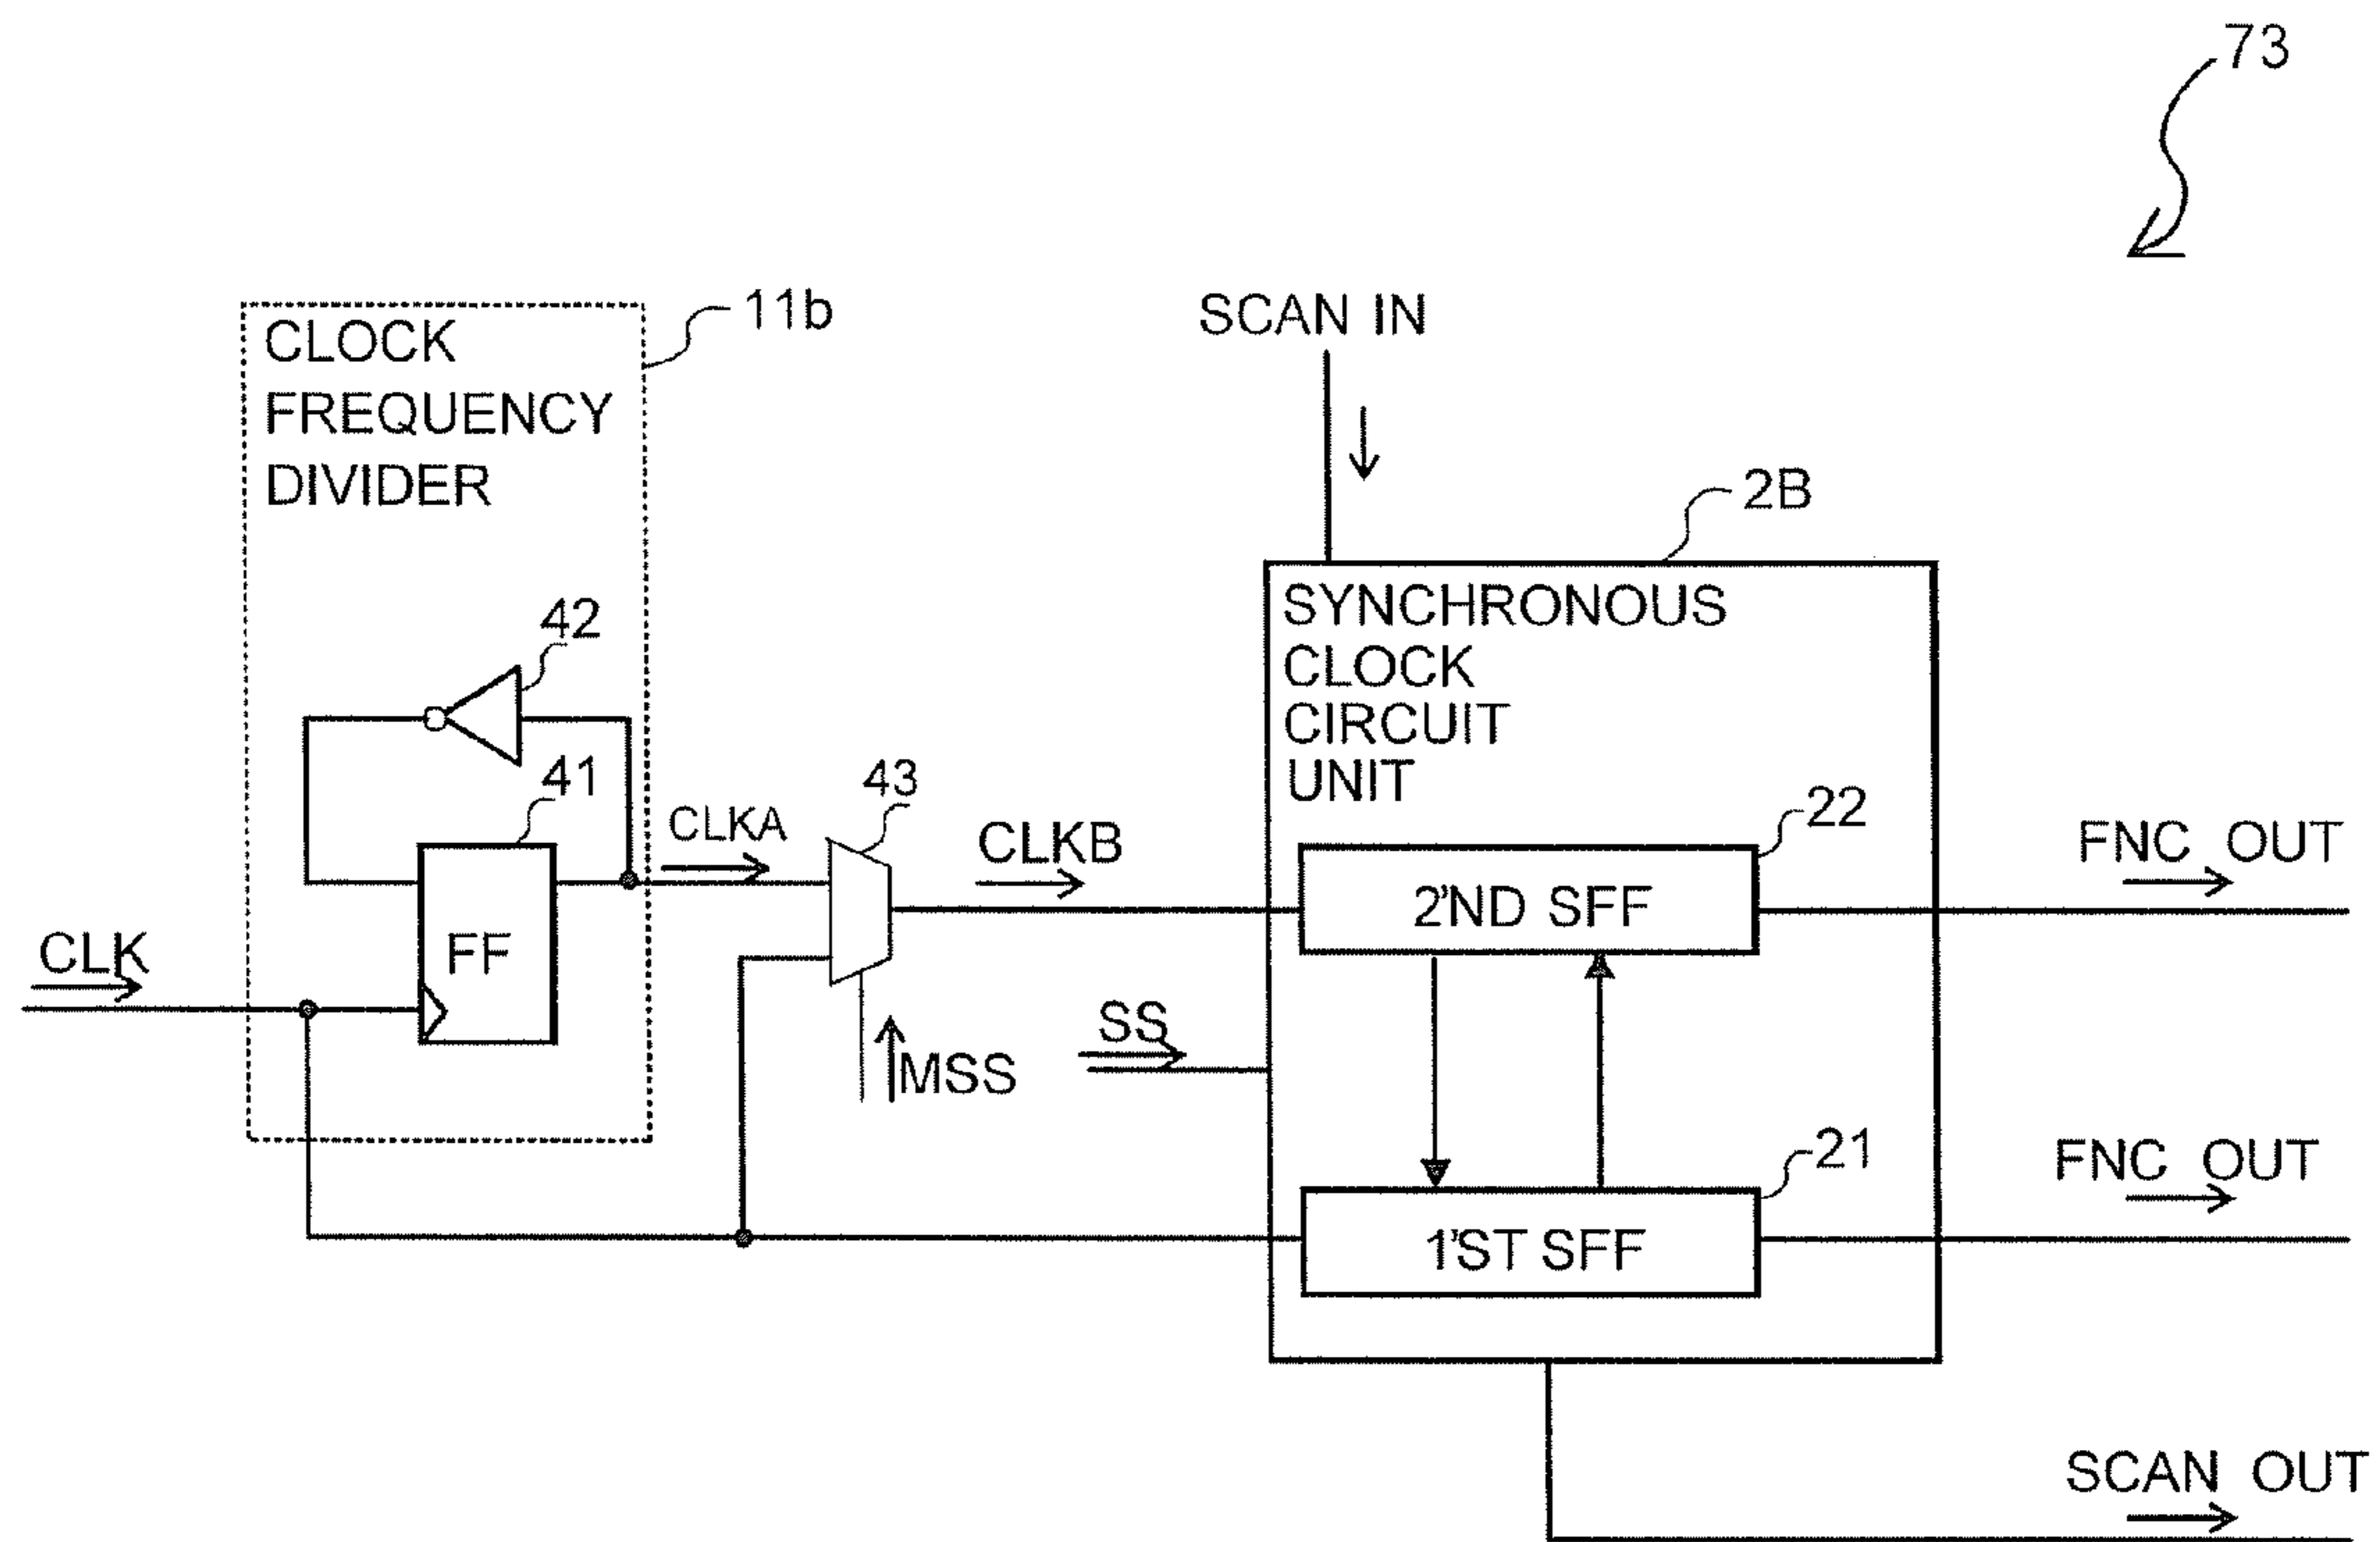 73
11b
CLOCK
FREQUENCY
DIVIDER
SCAN IN
2B
SYNCHRONOUS
CLOCK
CIRCUIT
UNIT
42
41
43
CLKA
CLKB
22
FNC OUT
2'ND SFF
CLK
FF
SS
MSS
21
FNC OUT
1'ST SFF
SCAN OUT